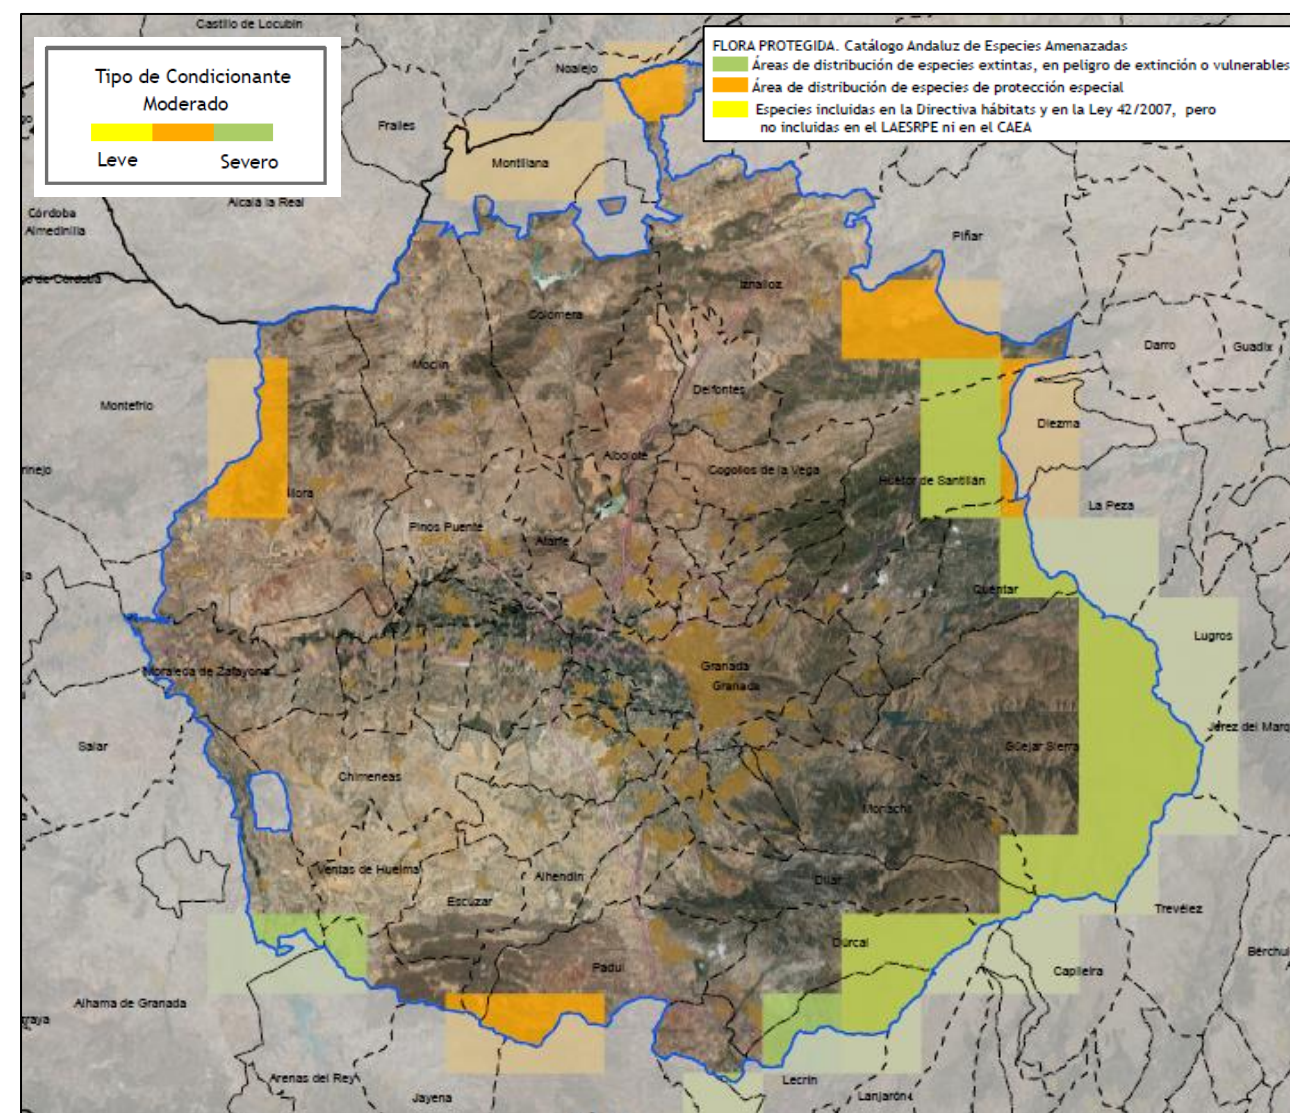 Castillo de Locubin
Tipo de Condicionante
Moderado
Leve
Severo
FLORA PROTEGIDA. Catálogo Andaluz de Especies Amenazadas
Áreas de distribución de especies extintas, en peligro de extinción o vulnerables
Área de distribución de especies de protección especial
Especies incluidas en la Directiva hábitats y en la Ley 42/2007, pero
no incluidas en el LAESRPE ni en el CAEA
Noalejo
Frailes
Montillana
Alcalá la Real
Córdoba
Almedinilla
Piñar
Iznalloz
Colomera
Darro
Guadix
Moclín
Deifontes
Montefrío
Diezma
Albolote
Cogollos de la Vega
Huétor de Santillán
La Peza
Pinos Puente
Atarfe
Quéntar
Lugros
Moraleda de Zafayona
Granada
Granada
Jérez del Marq
Salar
Güejar Sierra
Chimeneas
Monachil
Ventas de Huelma
Alhendín
Dílar
Escúzar
Trevélez
Dúrcal
Padul
Capileira
Bérchul
Alhama de Granada
Arenas del Rey
Lecrín
Jayena
Lanjarón